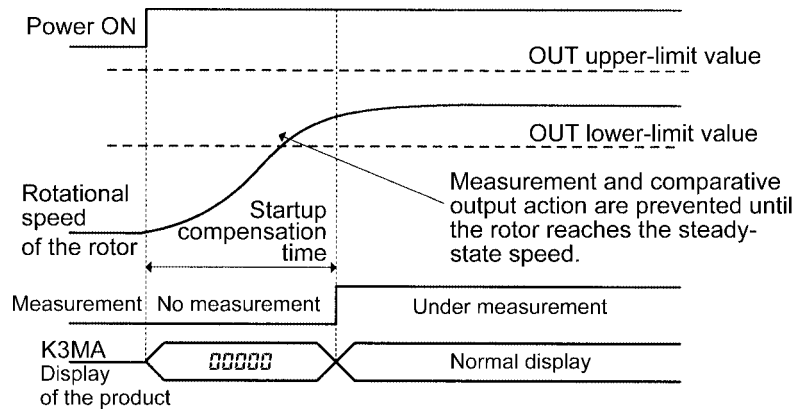 Power ON
OUT upper-limit value
OUT lower-limit value
Rotational
speed
of the rotor
Startup
compensation
time
Measurement and comparative
output action are prevented until
the rotor reaches the steady-
state speed.
Measurement
No measurement
Under measurement
K3MA
Display
of the product
00000
Normal display